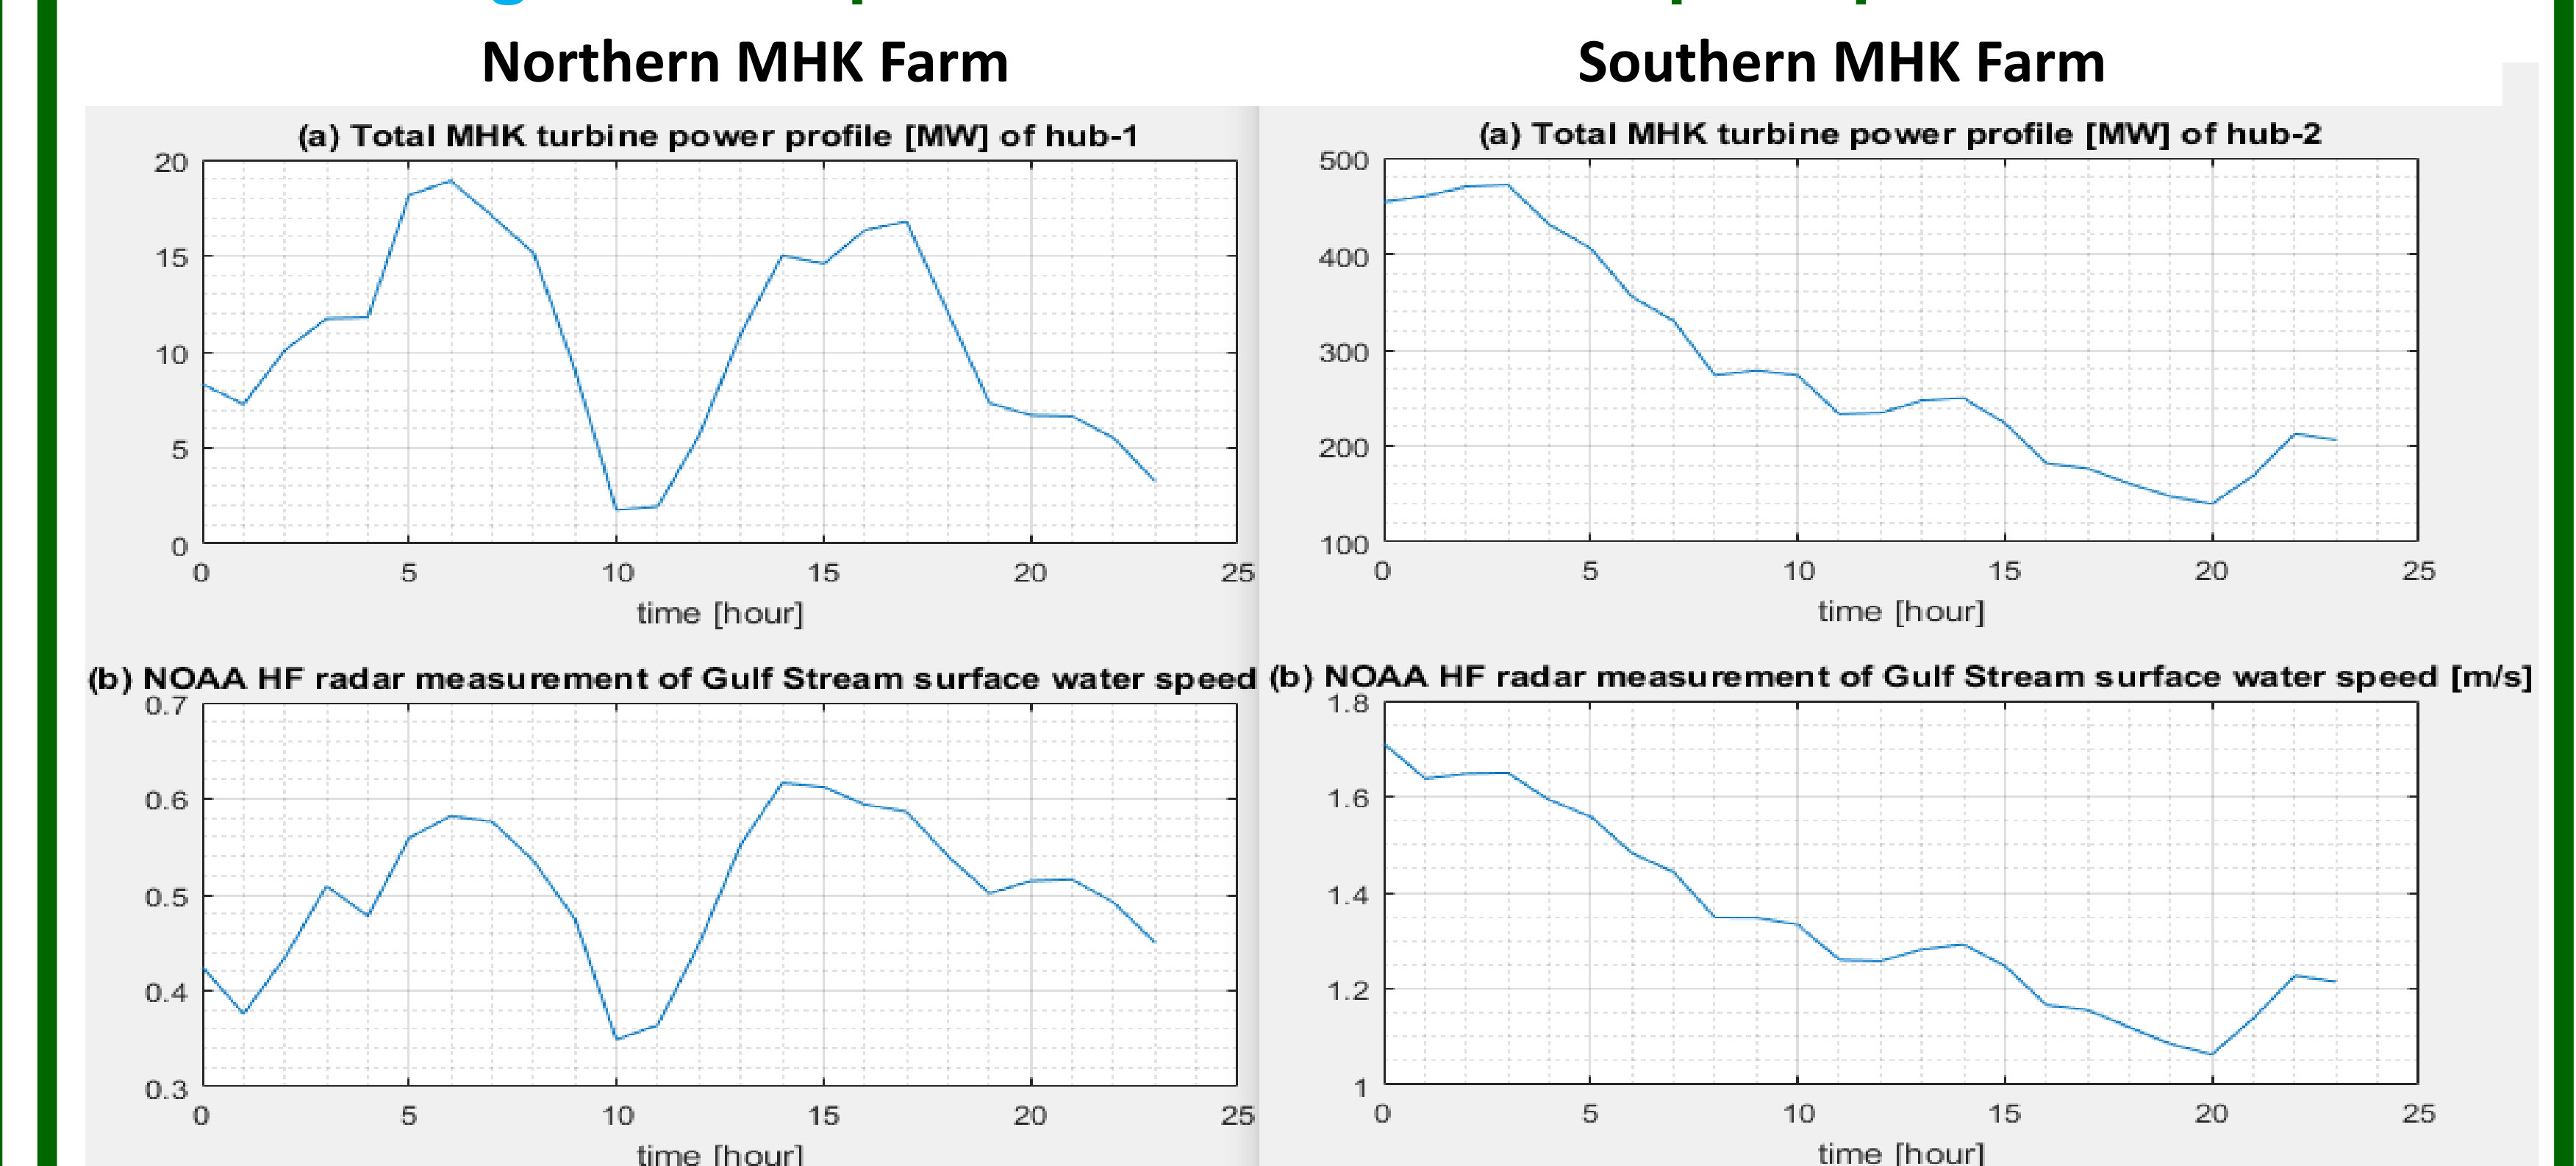 Northern MHK Farm
Southern MHK Farm
(a) Total MHK turbine power profile [MW] of hub-1
20
15
10
5
0
0 5 10 15 20 25
time [hour]
(b) NOAA HF radar measurement of Gulf Stream surface water speed
0.7
0.6
0.5
0.4
0.3
0 5 10 15 20 25
time [hour]
(a) Total MHK turbine power profile [MW] of hub-2
500
400
300
200
100
0 5 10 15 20 25
time [hour]
(b) NOAA HF radar measurement of Gulf Stream surface water speed [m/s]
1.8
1.6
1.4
1.2
1
0 5 10 15 20 25
time [hour]